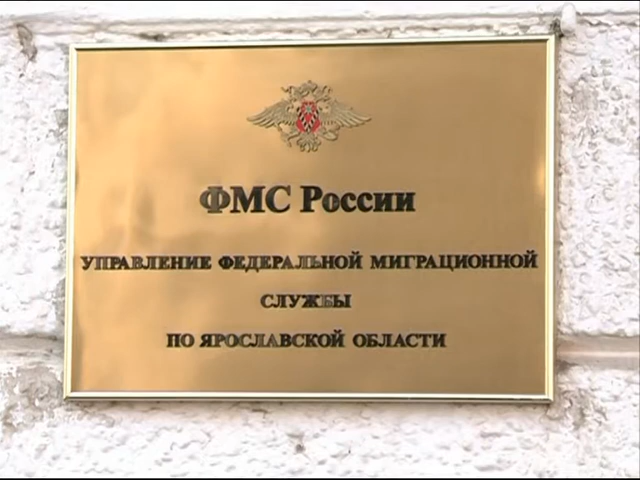 ФМС России
УПРАВЛЕНИЕ ФЕДЕРАЛЬНОЙ МИГРАЦИОННОЙ
СЛУЖБЫ
ПО ЯРОСЛАВСКОЙ ОБЛАСТИ